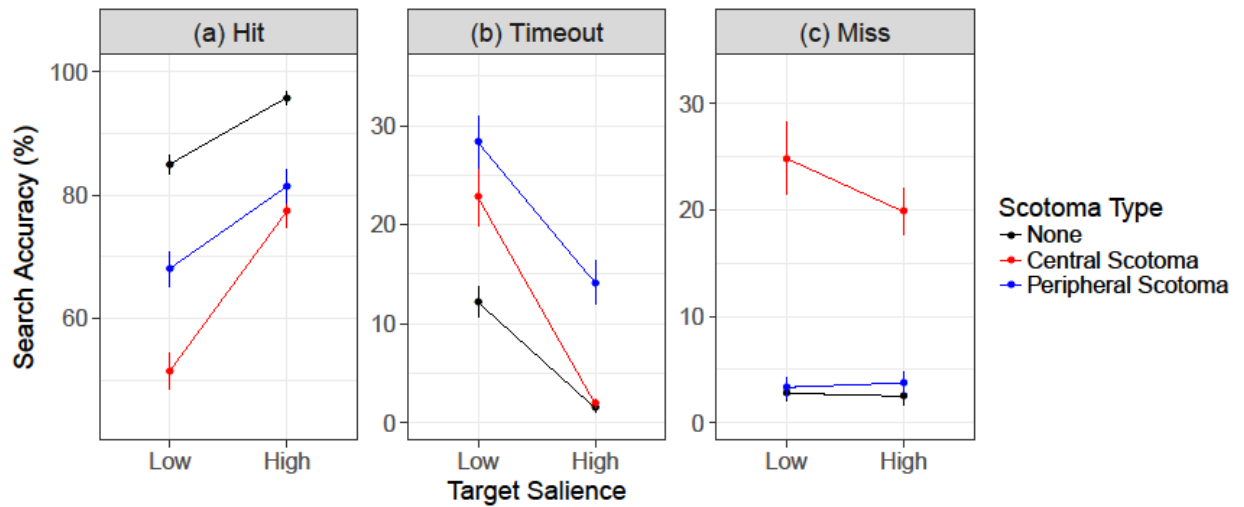 (a) Hit
(b) Timeout
(c) Miss
Search Accuracy (%)
100
80
60
30
20
10
0
30
20
10
0
Low High
Low High
Low High
Target Salience
Scotoma Type
None
Central Scotoma
Peripheral Scotoma